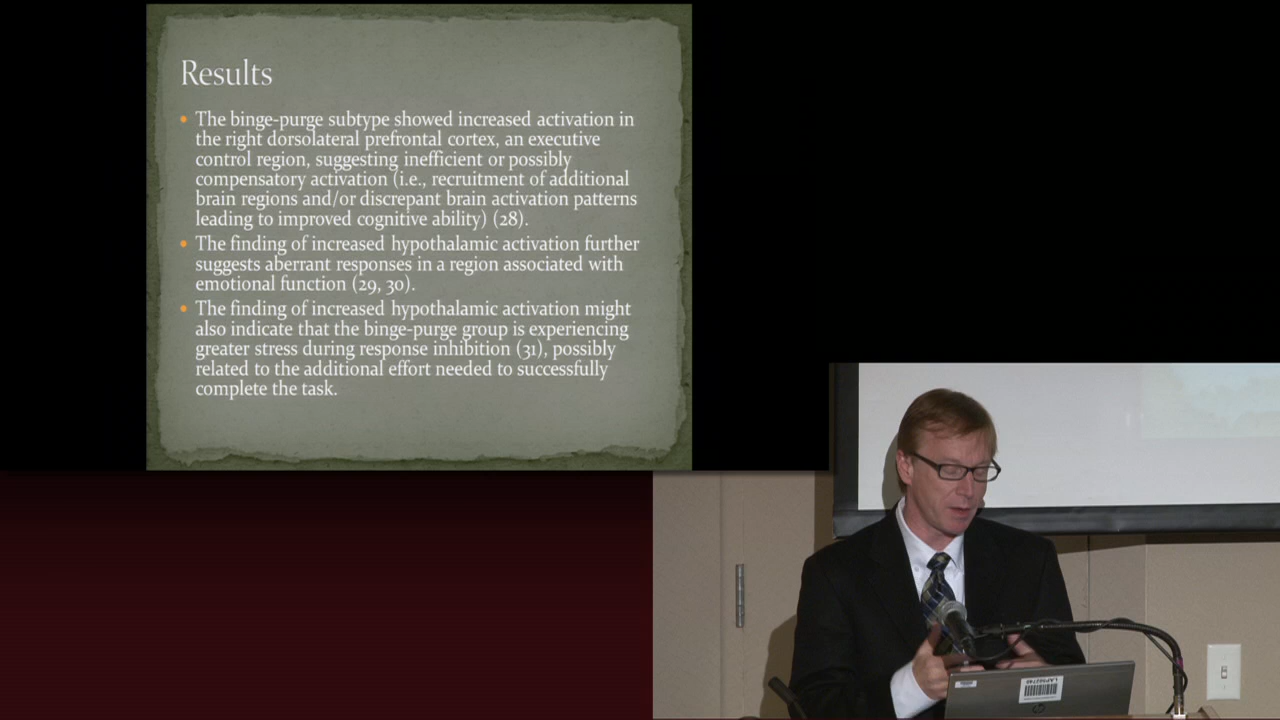 Results
• The binge-purge subtype showed increased activation in
the right dorsolateral prefrontal cortex, an executive
control region, suggesting inefficient or possibly
compensatory activation (i.e., recruitment of additional
brain regions and/or discrepant brain activation patterns
leading to improved cognitive ability) (28).
• The finding of increased hypothalamic activation further
suggests aberrant responses in a region associated with
emotional function (29, 30).
• The finding of increased hypothalamic activation might
also indicate that the binge-purge group is experiencing
greater stress during response inhibition (31), possibly
related to the additional effort needed to successfully
complete the task.
hp